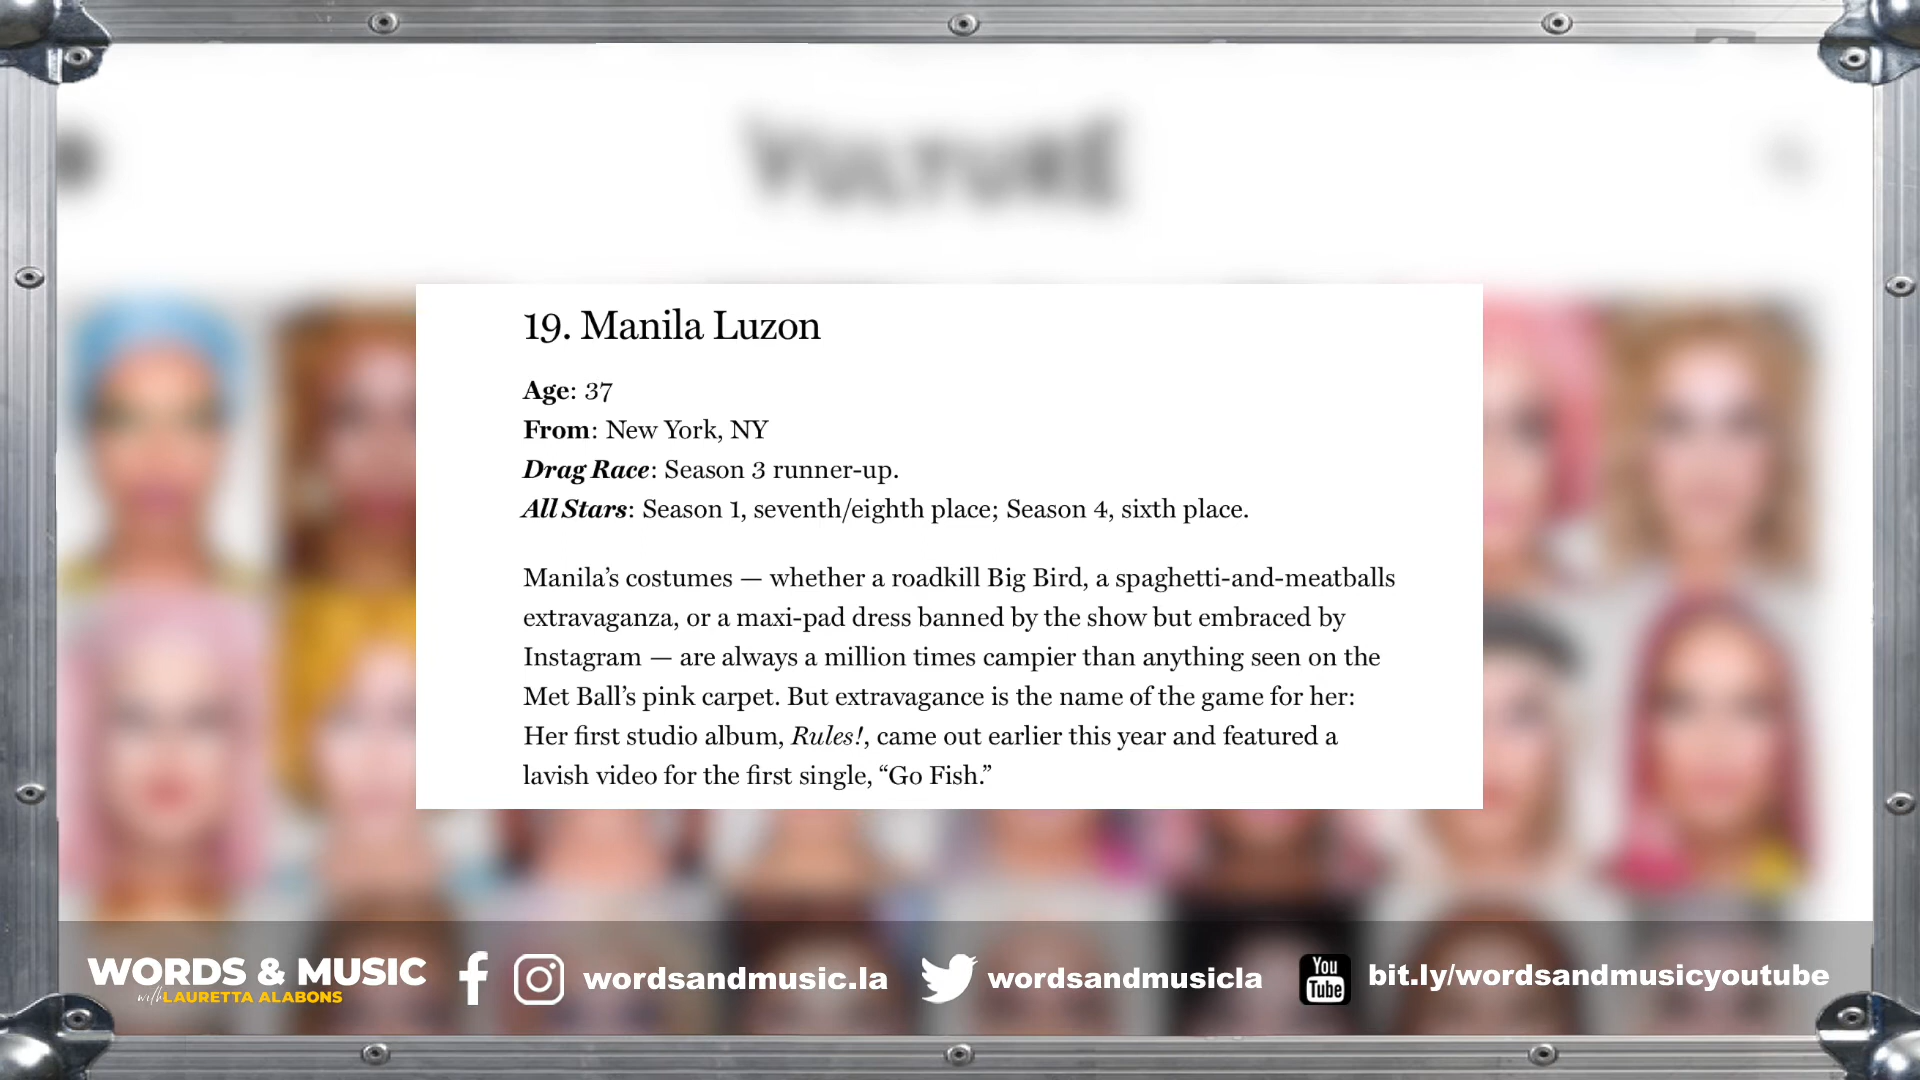 VULTURE
19. Manila Luzon
Age: 37
From: New York, NY
Drag Race: Season 3 runner-up.
All Stars: Season 1, seventh/eighth place; Season 4, sixth place.
Manila’s costumes — whether a roadkill Big Bird, a spaghetti-and-meatballs
extravaganza, or a maxi-pad dress banned by the show but embraced by
Instagram — are always a million times campier than anything seen on the
Met Ball’s pink carpet. But extravagance is the name of the game for her:
Her first studio album, Rules!, came out earlier this year and featured a
lavish video for the first single, “Go Fish.”
WORDS & MUSIC
with LAURETTA ALABONS
wordsandmusic.la
wordsandmusicla
You
Tube
bit.ly/wordsandmusicyoutube